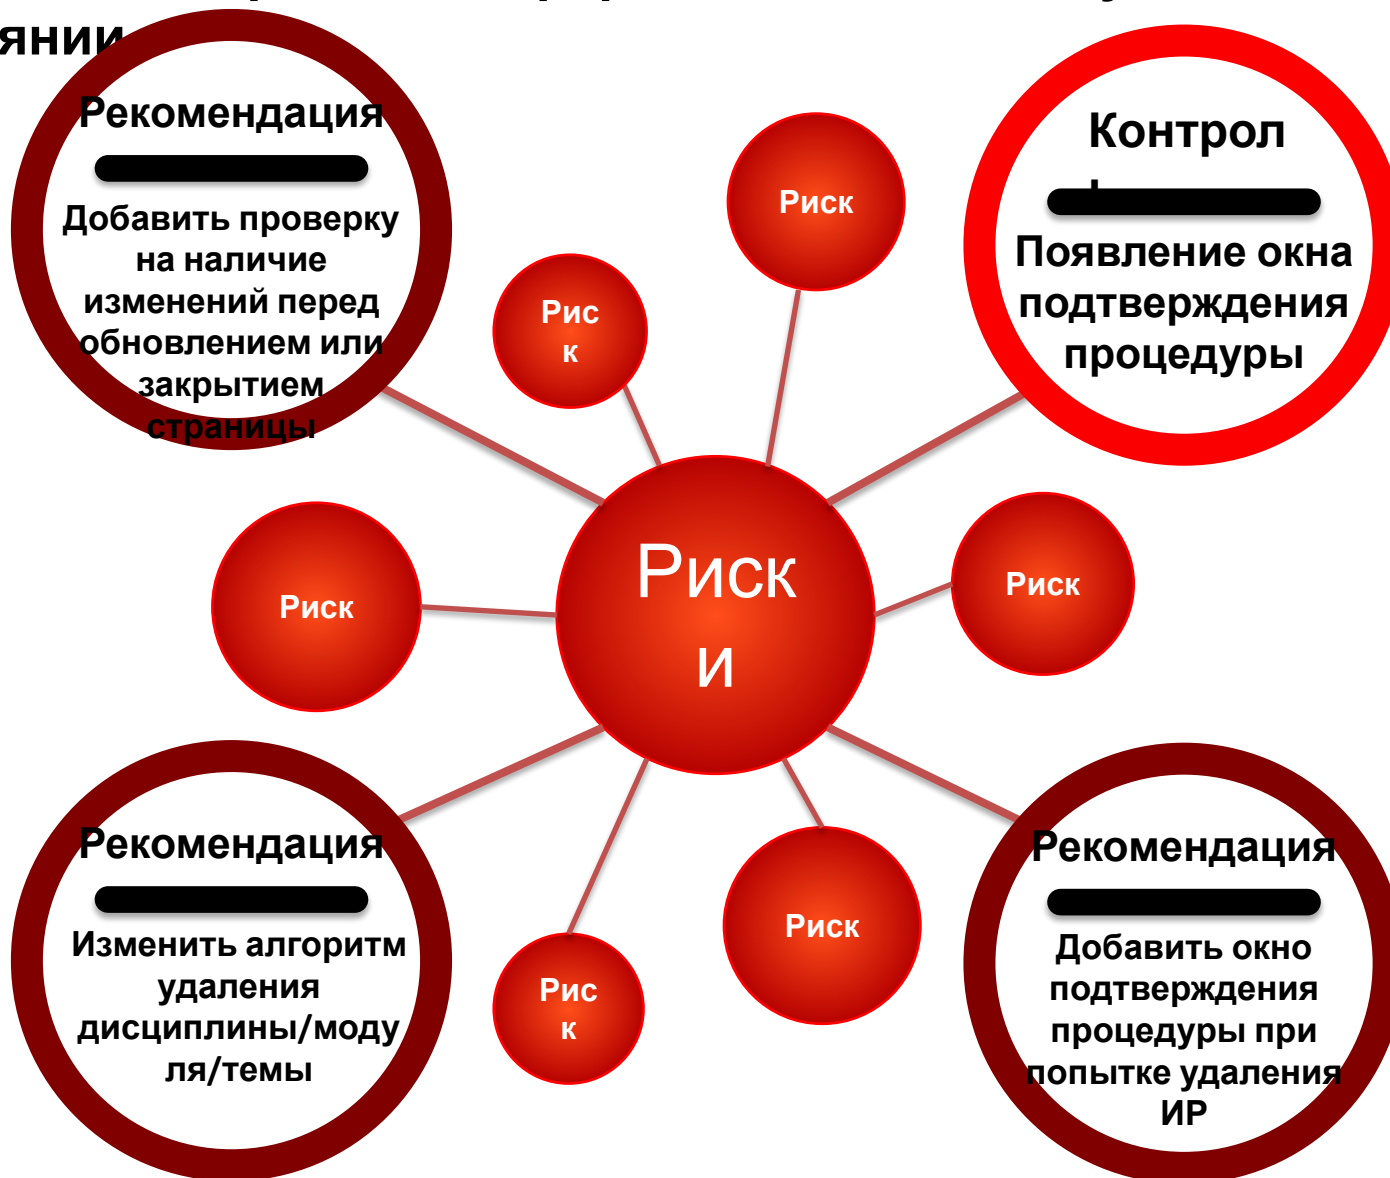 янии
Рекомендация
Добавить проверку
на наличие
изменений перед
обновлением или
закрытием
страницы
Контрол
Появление окна
подтверждения
процедуры
Риск
Рис
к
Риск
и
Риск
Риск
Рекомендация
Изменить алгоритм
удаления
дисциплины/моду
ля/темы
Рис
к
Риск
Рекомендация
Добавить окно
подтверждения
процедуры при
попытке удаления
ИР